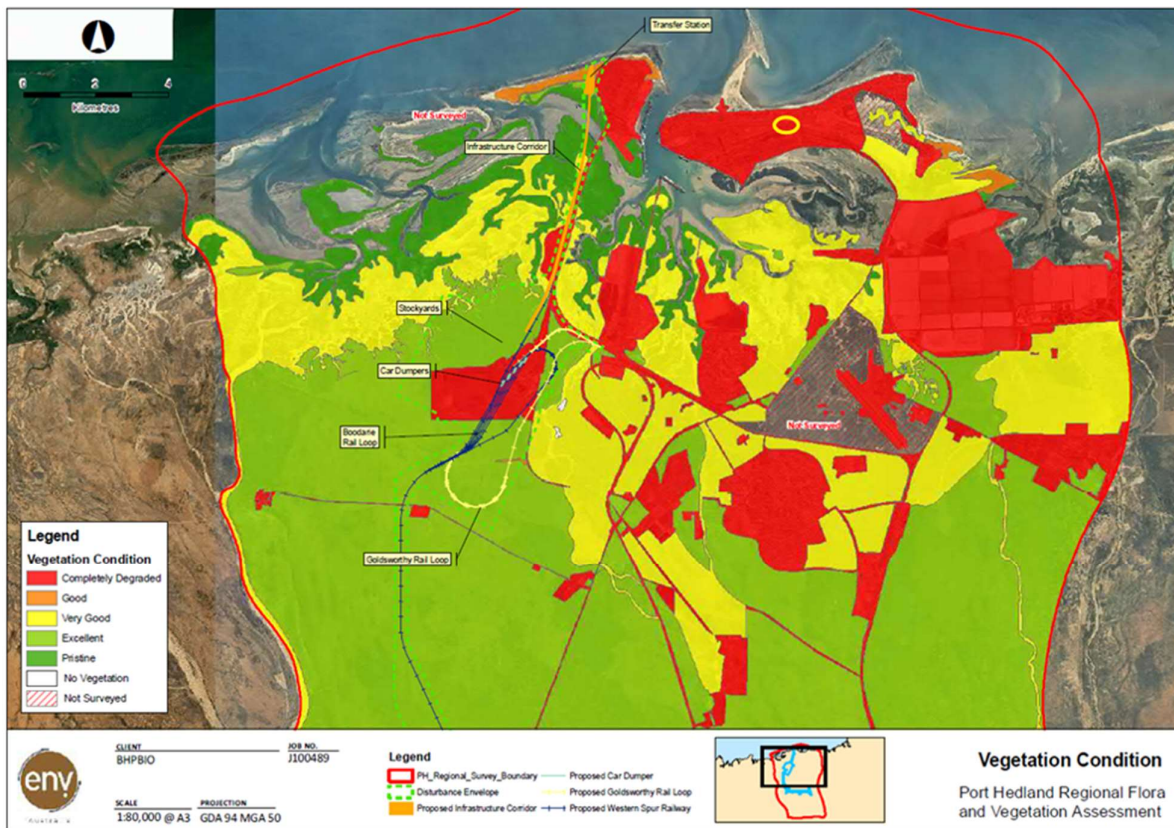 Transfer Station
0 2 4
Kilometres
Not Surveyed
Infrastructure Corridor
Stockyards
Car Dumpers
Boodarie
Rail Loop
Not Surveyed
Goldsworthy Rail Loop
Legend
Vegetation Condition
Completely Degraded
Good
Very Good
Excellent
Pristine
No Vegetation
Not Surveyed
env
AUSTRALIA
CLIENT
BHPBIO
JOB NO.
J100489
SCALE
1:80,000 @ A3
PROJECTION
GDA 94 MGA 50
Legend
PH_Regional_Survey_Boundary
Disturbance Envelope
Proposed Infrastructure Corridor
Proposed Car Dumper
Proposed Goldsworthy Rail Loop
Proposed Western Spur Railway
Vegetation Condition
Port Hedland Regional Flora
and Vegetation Assessment